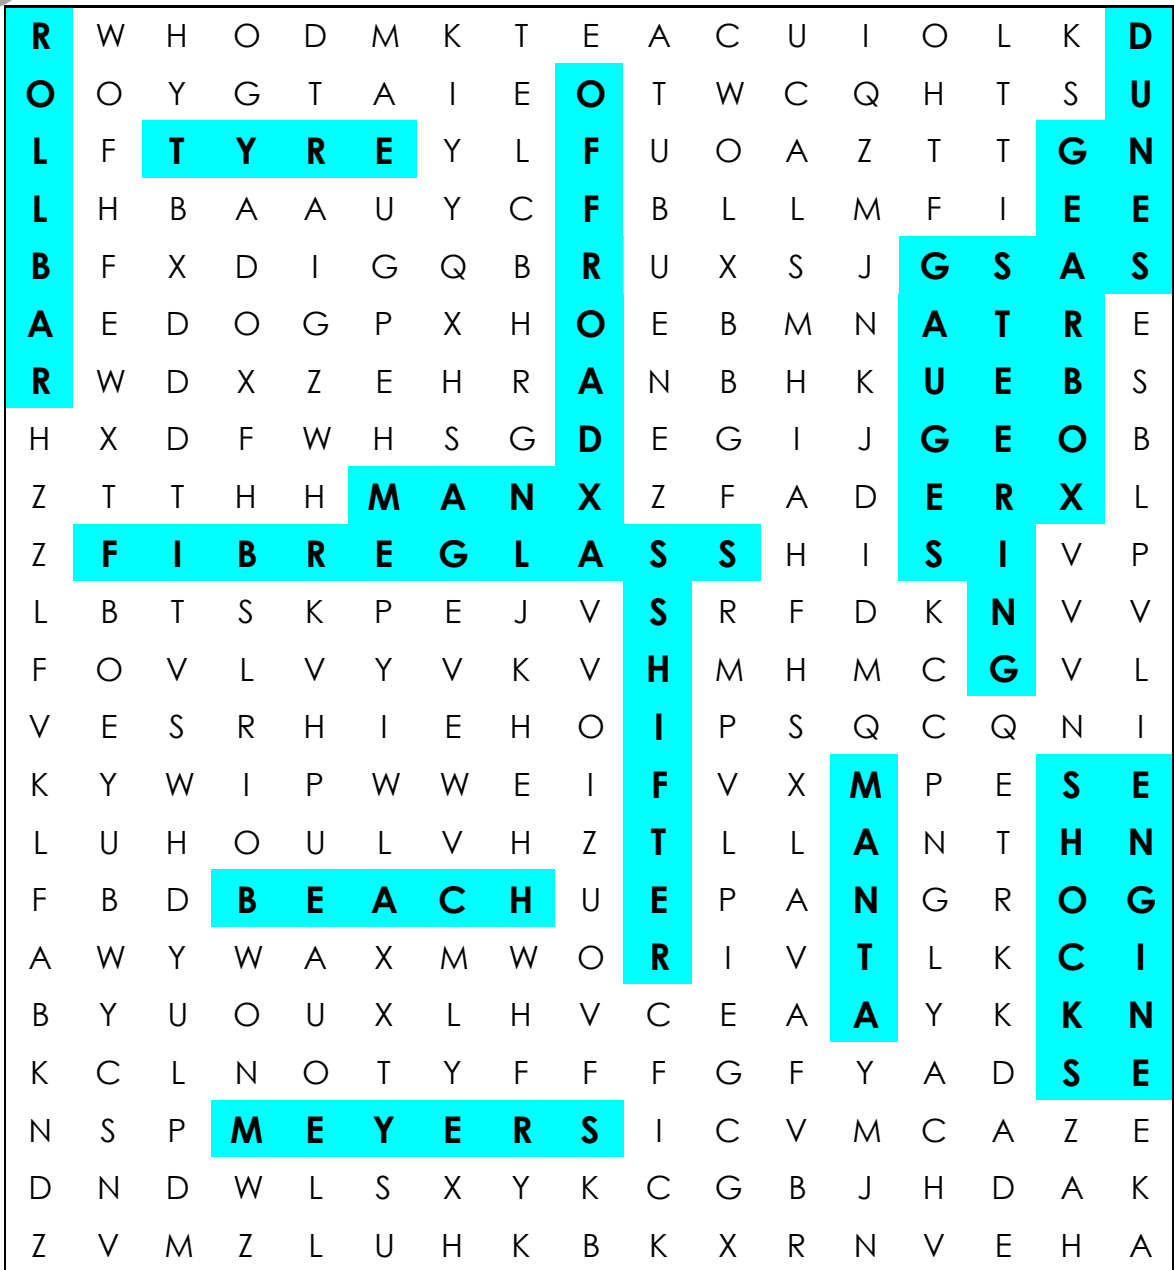 R W H O D M K T E A C U I O L K D
O O Y G T A I E O T W C Q H T S U
L F T Y R E Y L F U O A Z T T G N
L H B A A U Y C F B L L M F I E E
B F X D I G Q B R U X S J G S A S
A E D O G P X H O E B M N A T R E
R W D X Z E H R A N B H K U E B S
H X D F W H S G D E G I J G E O B
Z T T H H M A N X Z F A D E R X L
Z F I B R E G L A S S H I S I V P
L B T S K P E J V S R F D K N V V
F O V L V Y V K V H M H M C G V L
V E S R H I E H O I P S Q C Q N I
K Y W I P W W E I F V X M P E S E
L U H O U L V H Z T L L A N T H N
F B D B E A C H U E P A N G R O G
A W Y W A X M W O R I V T L K C I
B Y U O U X L H V C E A A Y K K N
K C L N O T Y F F F G F Y A D S E
N S P M E Y E R S I C V M C A Z E
D N D W L S X Y K C G B J H D A K
Z V M Z L U H K B K X R N V E H A